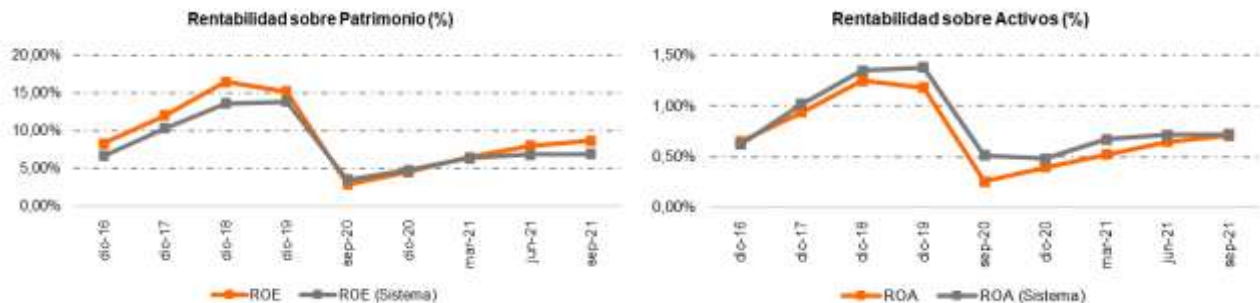 Rentabilidad sobre Patrimonio (%)
20,00%
15,00%
10,00%
5,00%
0,00%
dic-16
dic-17
dic-18
dic-19
sep-20
dic-20
mar-21
jun-21
sep-21
ROE
ROE (Sistema)
Rentabilidad sobre Activos (%)
1,50%
1,00%
0,50%
0,00%
dic-16
dic-17
dic-18
dic-19
sep-20
dic-20
mar-21
jun-21
sep-21
ROA
ROA (Sistema)